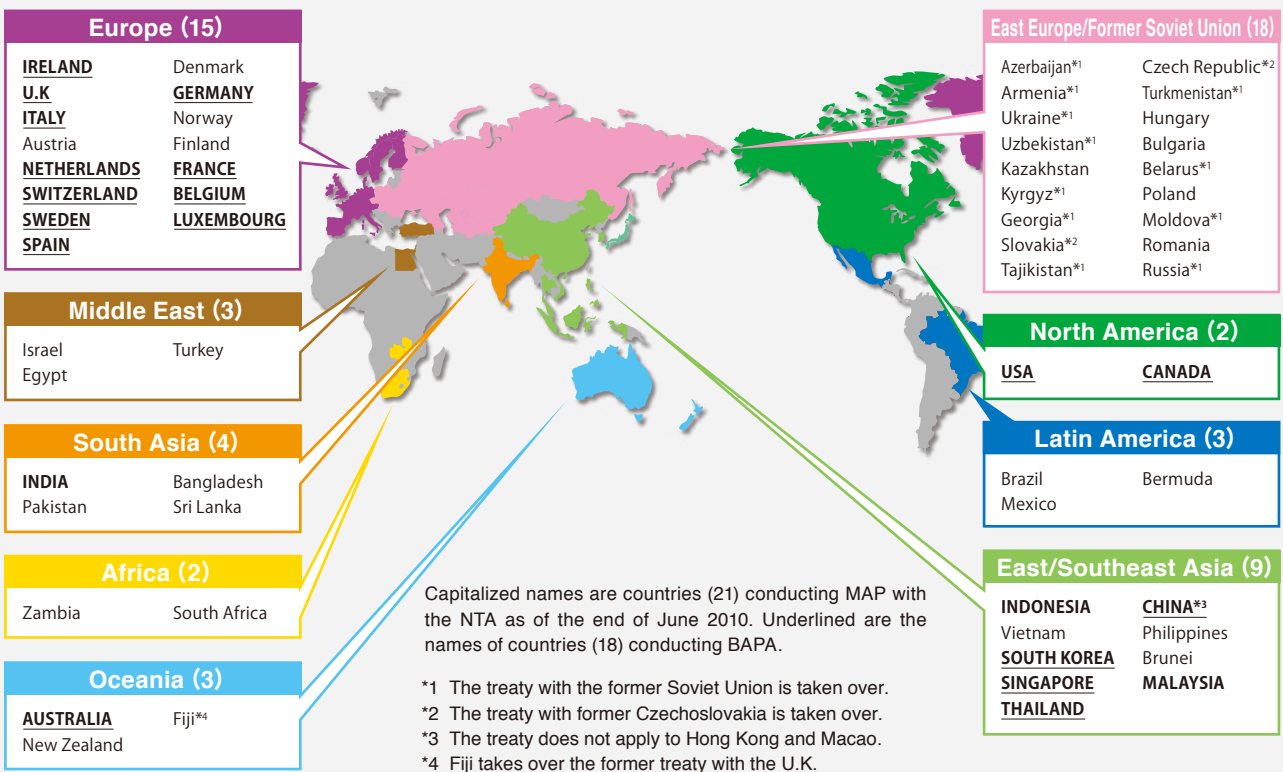 Europe (15)
IRELAND Denmark
U.K GERMANY
ITALY Norway
Austria Finland
NETHERLANDS FRANCE
SWITZERLAND BELGIUM
SWEDEN LUXEMBOURG
SPAIN
Middle East (3)
Israel Turkey
Egypt
South Asia (4)
INDIA Bangladesh
Pakistan Sri Lanka
Africa (2)
Zambia South Africa
Oceania (3)
AUSTRALIA Fiji*4
New Zealand
East Europe/Former Soviet Union (18)
Azerbaijan*1 Czech Republic*2
Armenia*1 Turkmenistan*1
Ukraine*1 Hungary
Uzbekistan*1 Bulgaria
Kazakhstan Belarus*1
Kyrgyz*1 Poland
Georgia*1 Moldova*1
Slovakia*2 Romania
Tajikistan*1 Russia*1
North America (2)
USA CANADA
Latin America (3)
Brazil Bermuda
Mexico
East/Southeast Asia (9)
INDONESIA CHINA*3
Vietnam Philippines
SOUTH KOREA Brunei
SINGAPORE MALAYSIA
THAILAND
Capitalized names are countries (21) conducting MAP with
the NTA as of the end of June 2010. Underlined are the
names of countries (18) conducting BAPA.
*1 The treaty with the former Soviet Union is taken over.
*2 The treaty with former Czechoslovakia is taken over.
*3 The treaty does not apply to Hong Kong and Macao.
*4 Fiji takes over the former treaty with the U.K.